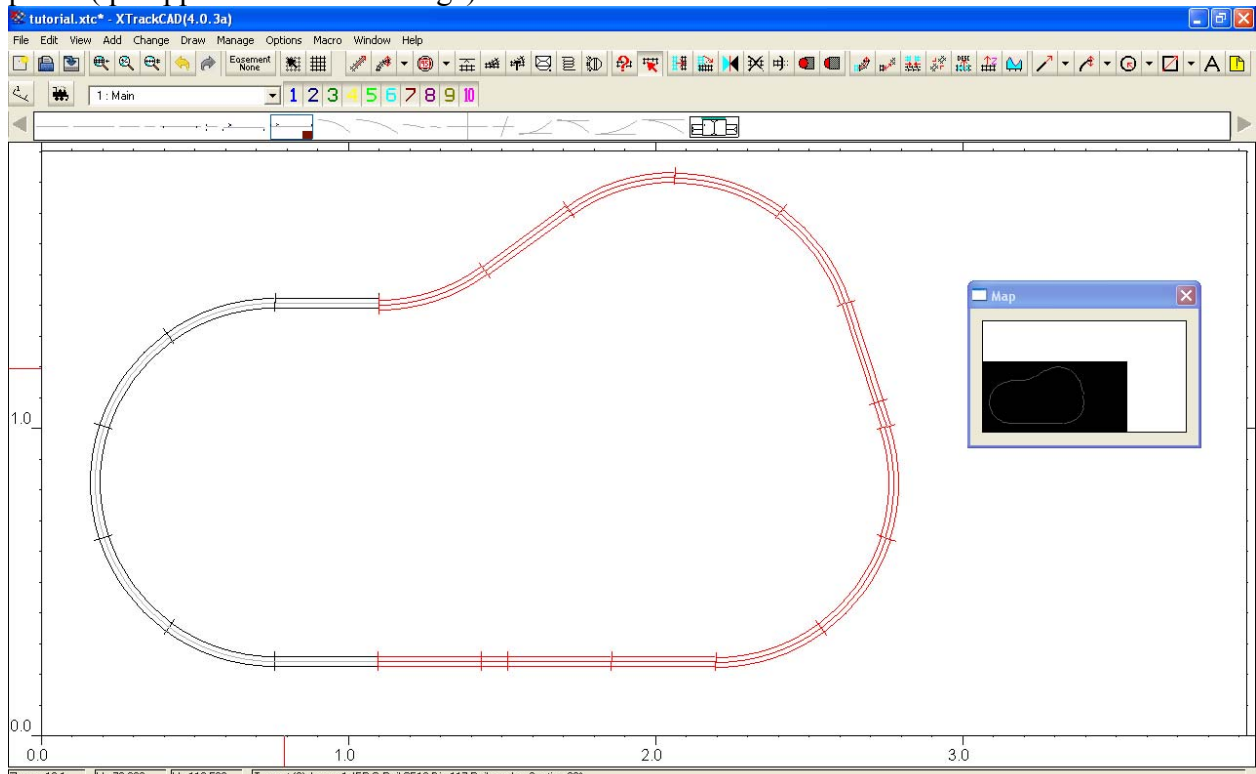 tutorial.xtc* - XTrackCAD(4.0.3a)
File Edit View Add Change Draw Manage Options Macro Window Help
Easement
None
A
1 : Main
1 2 3 4 5 6 7 8 9 10
Map
1.0
0.0
0.0 1.0 2.0 3.0